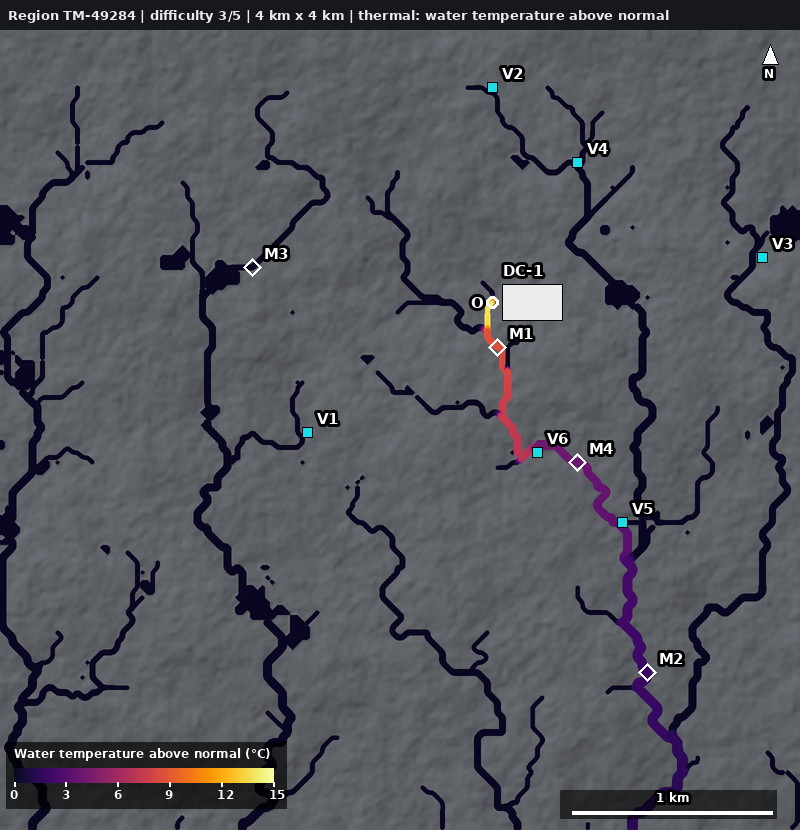 Region TM-49284 | difficulty 3/5 | 4 km x 4 km | thermal: water temperature above normal
N
V2
V4
V3
M3
DC-1
O
M1
V1
V6
M4
V5
M2
Water temperature above normal (°C)
0 3 6 9 12 15
1 km